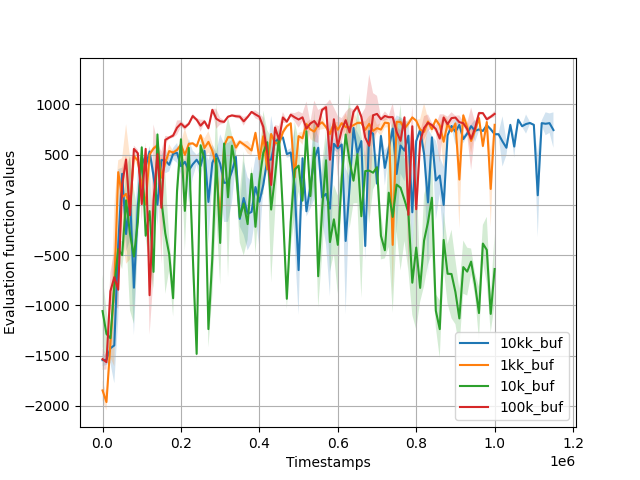 Evaluation function values
1000
500
0
−500
−1000
−1500
−2000
0.0 0.2 0.4 0.6 0.8 1.0 1.2
1e6
Timestamps
10kk_buf
1kk_buf
10k_buf
100k_buf